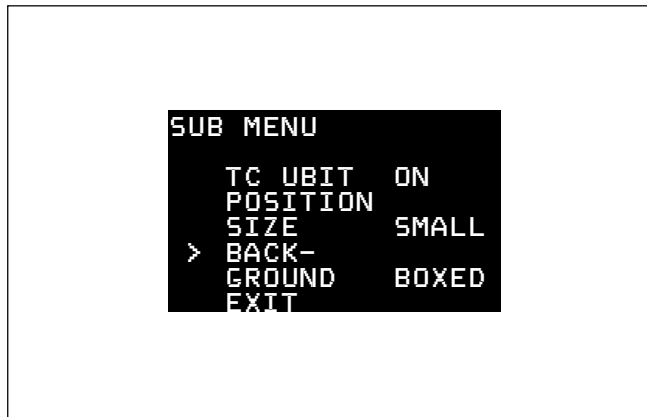 SUB MENU
TC UBIT ON
POSITION
SIZE SMALL
> BACK-
GROUND BOXED
EXIT